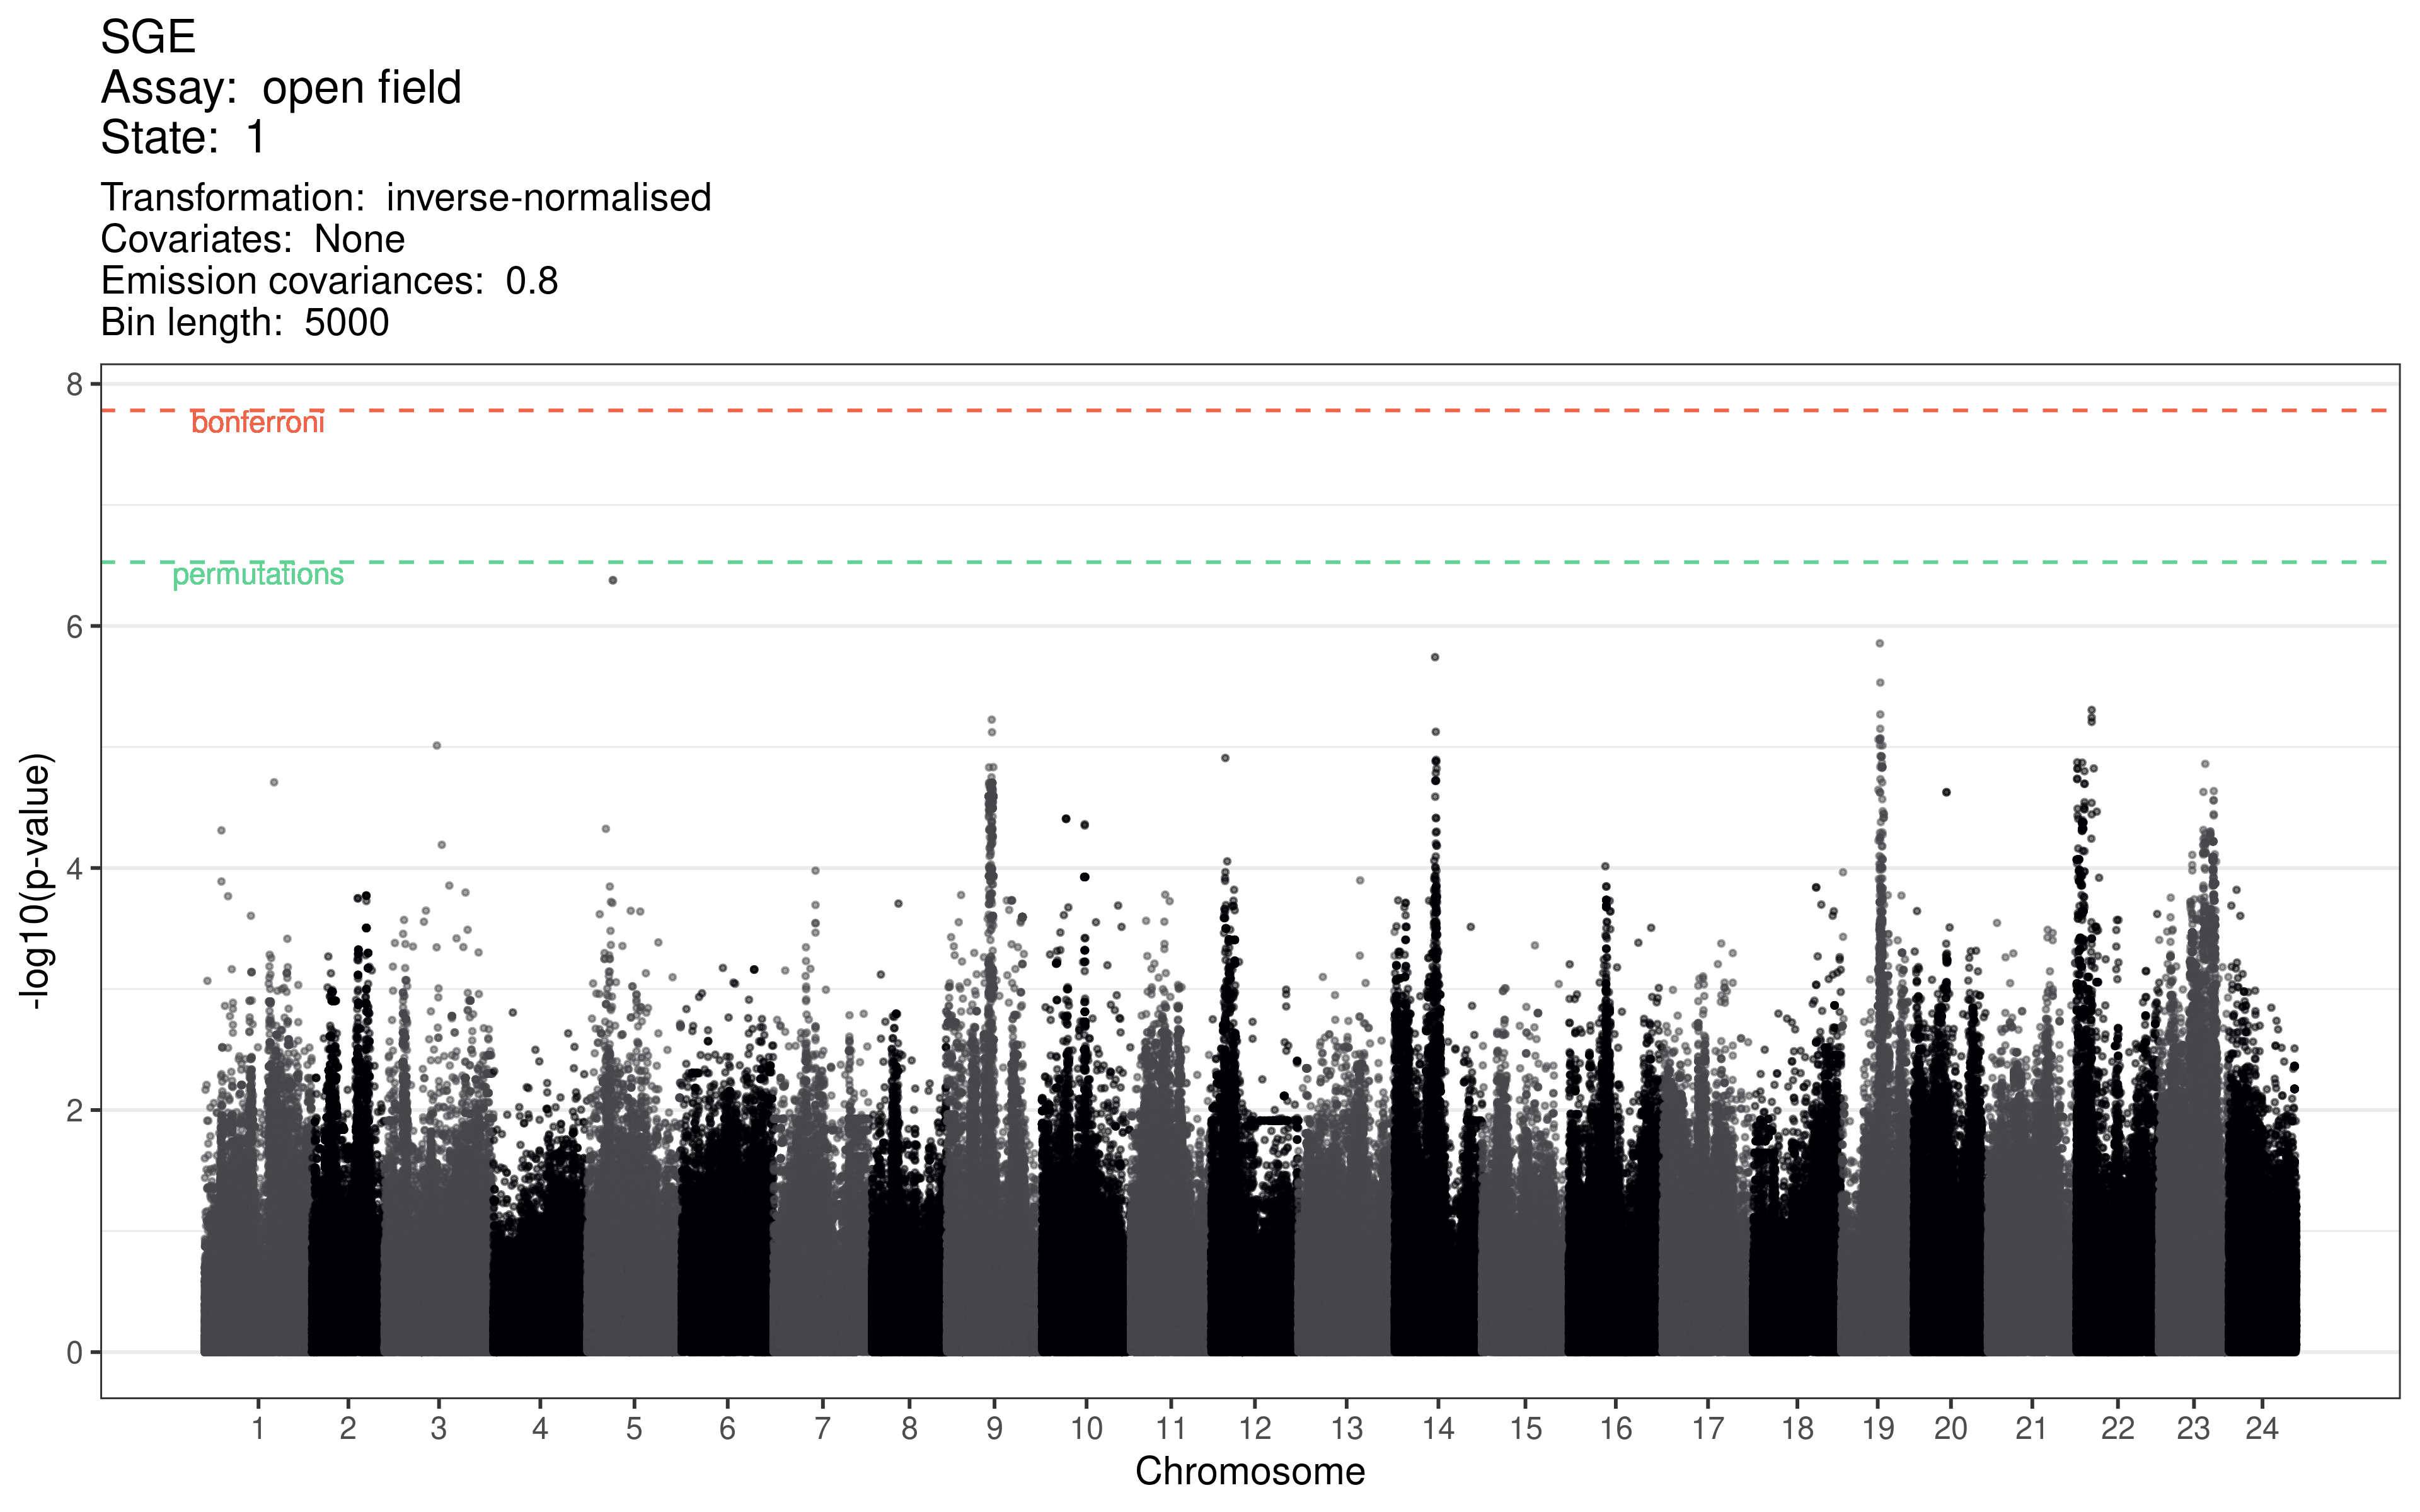 SGE
Assay:  open field
State:  1
Transformation:  inverse-normalised
Covariates:  None
Emission covariances:  0.8
Bin length:  5000
8
bonferroni
permutations
6
-log10(p-value)
4
2
0
1 2 3 4 5 6 7 8 9 10 11 12 13 14 15 16 17 18 19 20 21 22 23 24
Chromosome